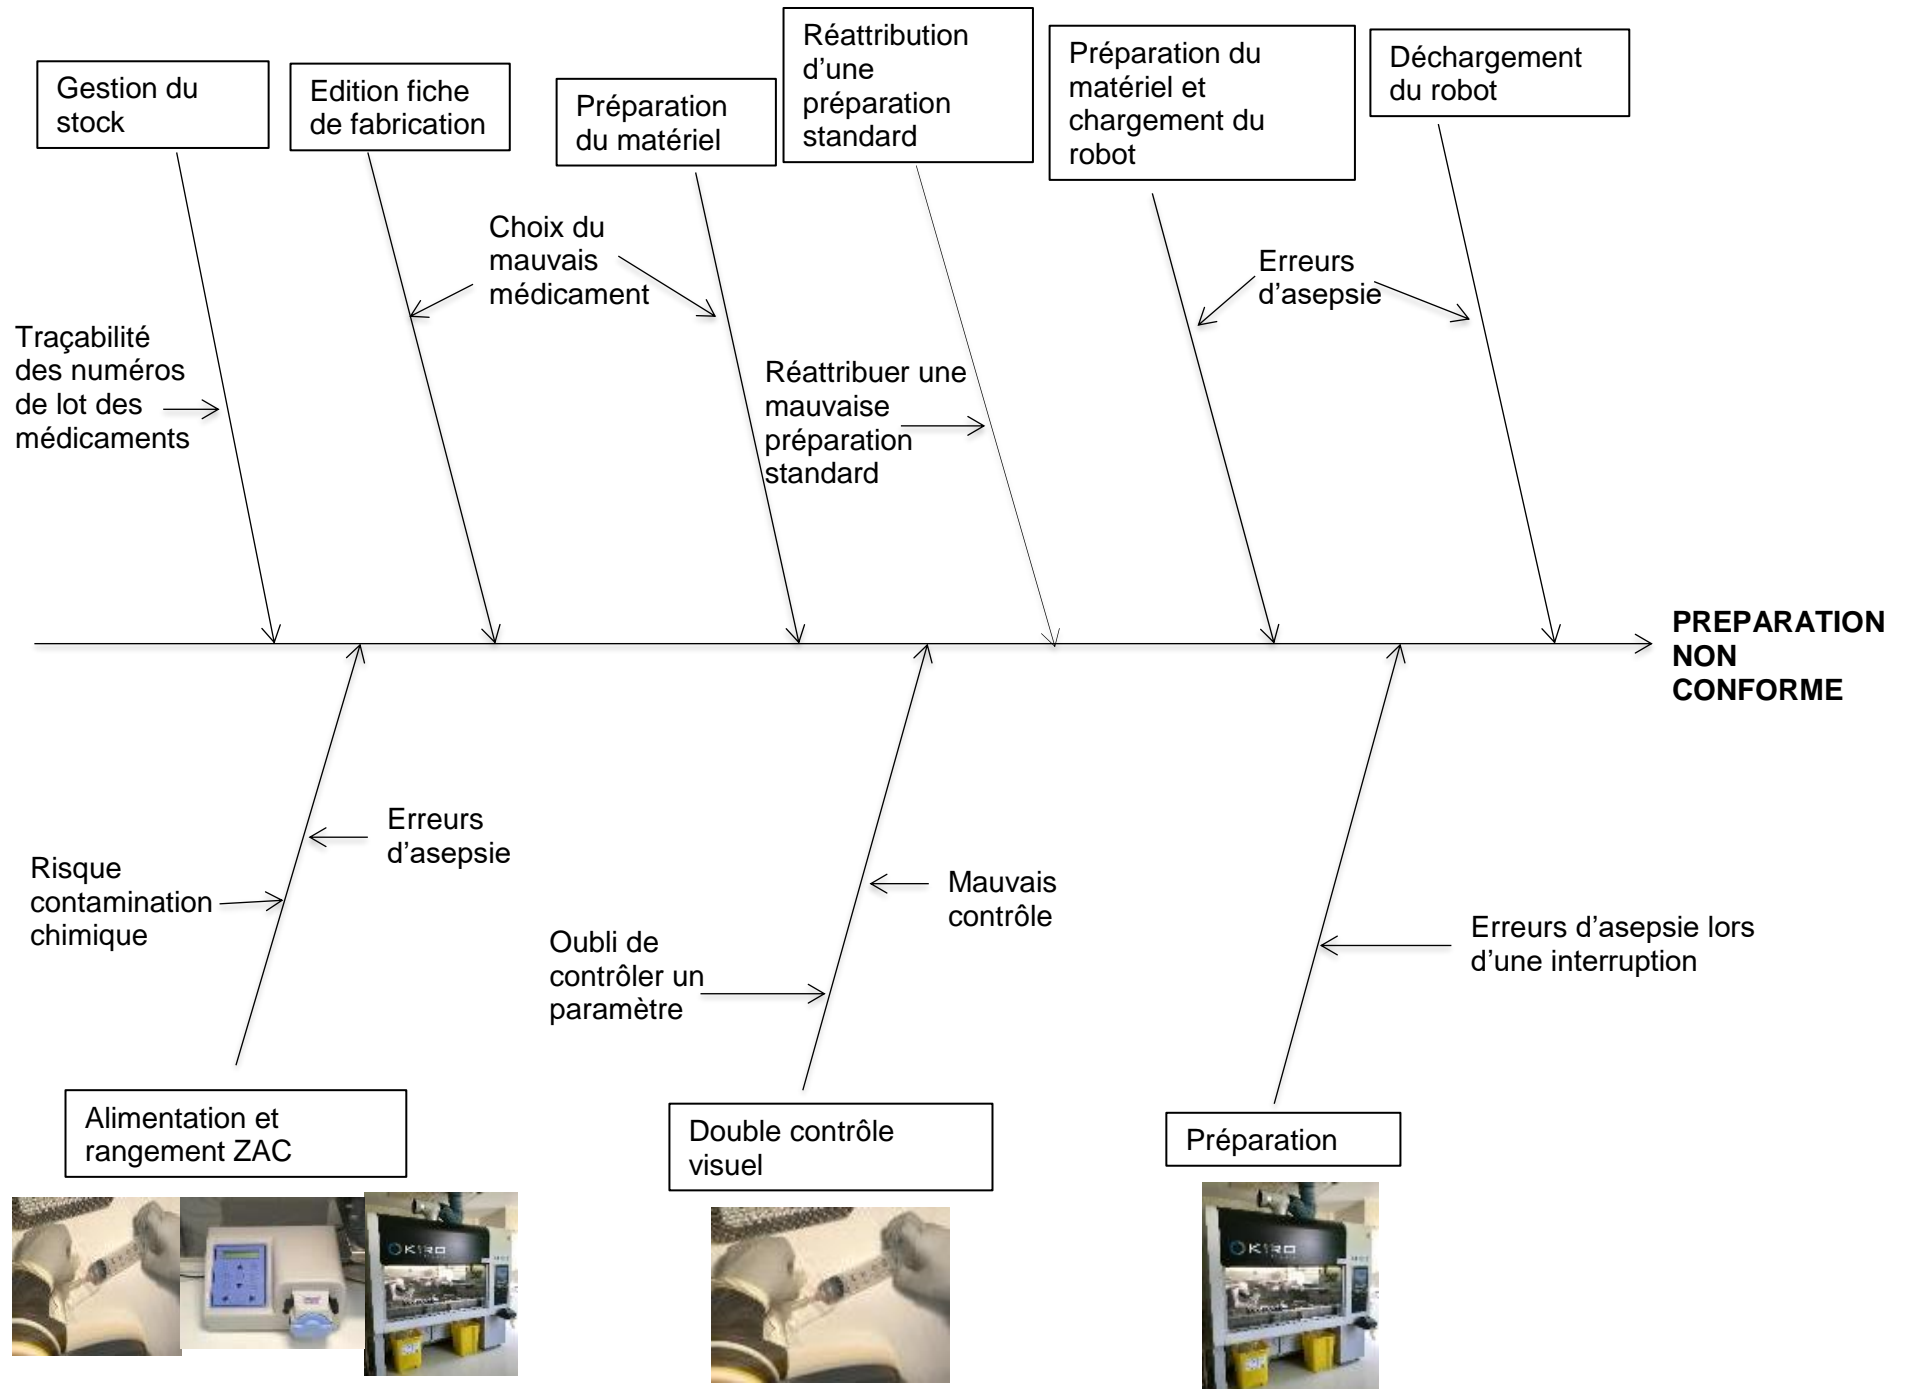 Gestion du
stock
Edition fiche
de fabrication
Préparation
du matériel
Réattribution
d’une
préparation
standard
Préparation du
matériel et
chargement du
robot
Déchargement
du robot
Choix du
mauvais
médicament
Erreurs
d’asepsie
Traçabilité
des numéros
de lot des
médicaments
Réattribuer une
mauvaise
préparation
standard
PREPARATION
NON
CONFORME
Erreurs
d’asepsie
Risque
contamination
chimique
Mauvais
contrôle
Oubli de
contrôler un
paramètre
Erreurs d’asepsie lors
d’une interruption
Alimentation et
rangement ZAC
Double contrôle
visuel
Préparation
KIRO
KIRO